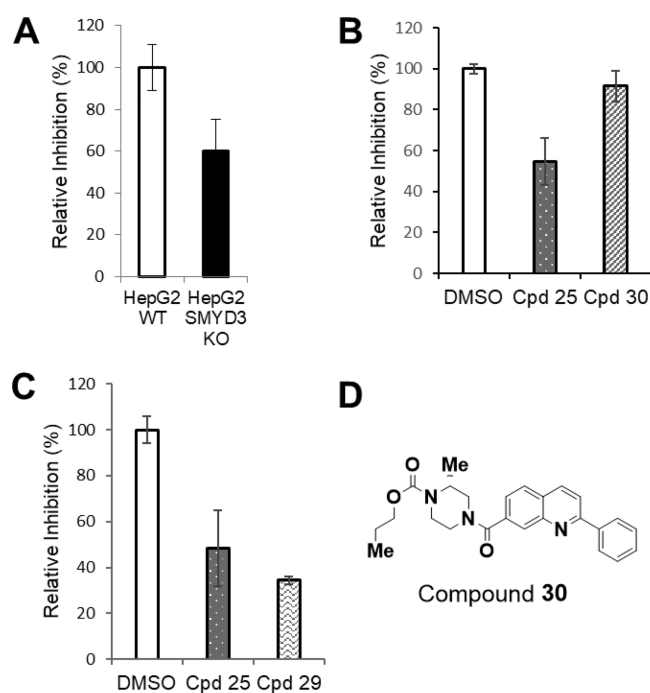 A
Relative Inhibition (%)
120
100
80
60
40
20
0
HepG2 HepG2
WT SMYD3
KO
B
Relative Inhibition (%)
120
100
80
60
40
20
0
DMSO Cpd 25 Cpd 30
C
Relative Inhibition (%)
120
100
80
60
40
20
0
DMSO Cpd 25 Cpd 29
D
O Me
O N
Me N
O
N
Compound 30